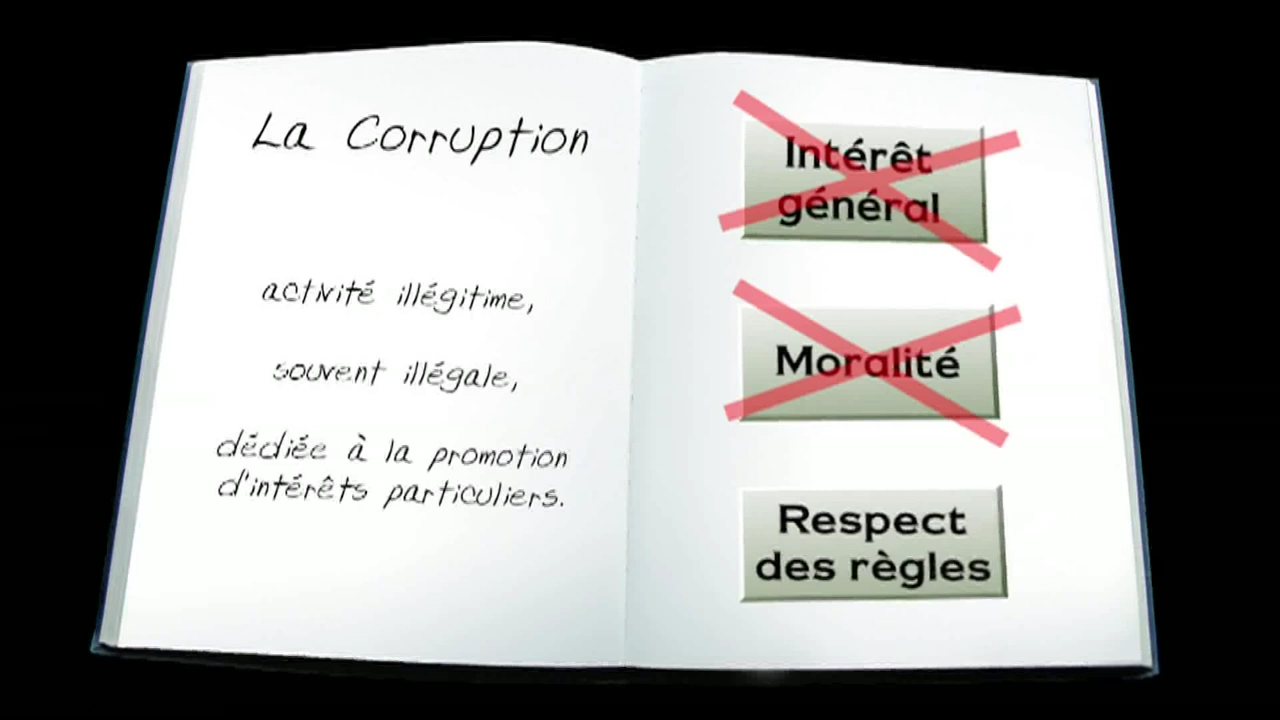 La Corruption
activité illégitime,
souvent illégale,
dédiée à la promotion
d'intérêts particuliers.
Intérêt
général
Moralité
Respect
des règles